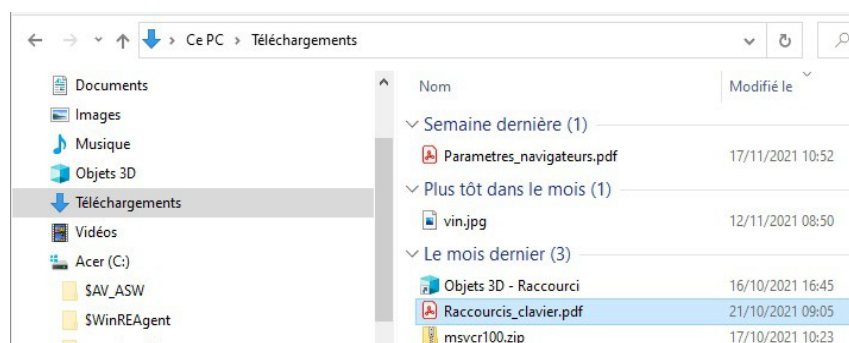 Ce PC > Téléchargements
Nom
Modifié le
Documents
Images
Musique
Objets 3D
Téléchargements
Vidéos
Acer (C:)
$AV_ASW
$WinREAgent
Semaine dernière (1)
Parametres_navigateurs.pdf 17/11/2021 10:52
Plus tôt dans le mois (1)
vin.jpg 12/11/2021 08:50
Le mois dernier (3)
Objets 3D - Raccourci 16/10/2021 16:45
Raccourcis_clavier.pdf 21/10/2021 09:05
msvcr100.zip 17/10/2021 10:23